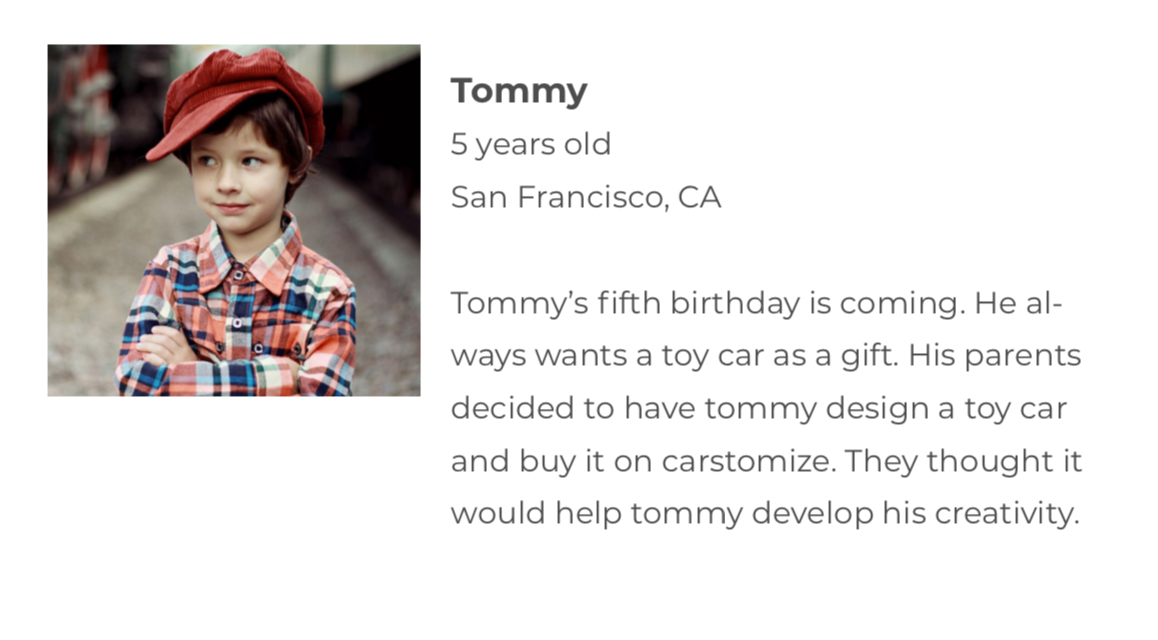 Tommy
5 years old
San Francisco, CA
Tommy’s fifth birthday is coming. He al-
ways wants a toy car as a gift. His parents
decided to have tommy design a toy car
and buy it on carstomize. They thought it
would help tommy develop his creativity.